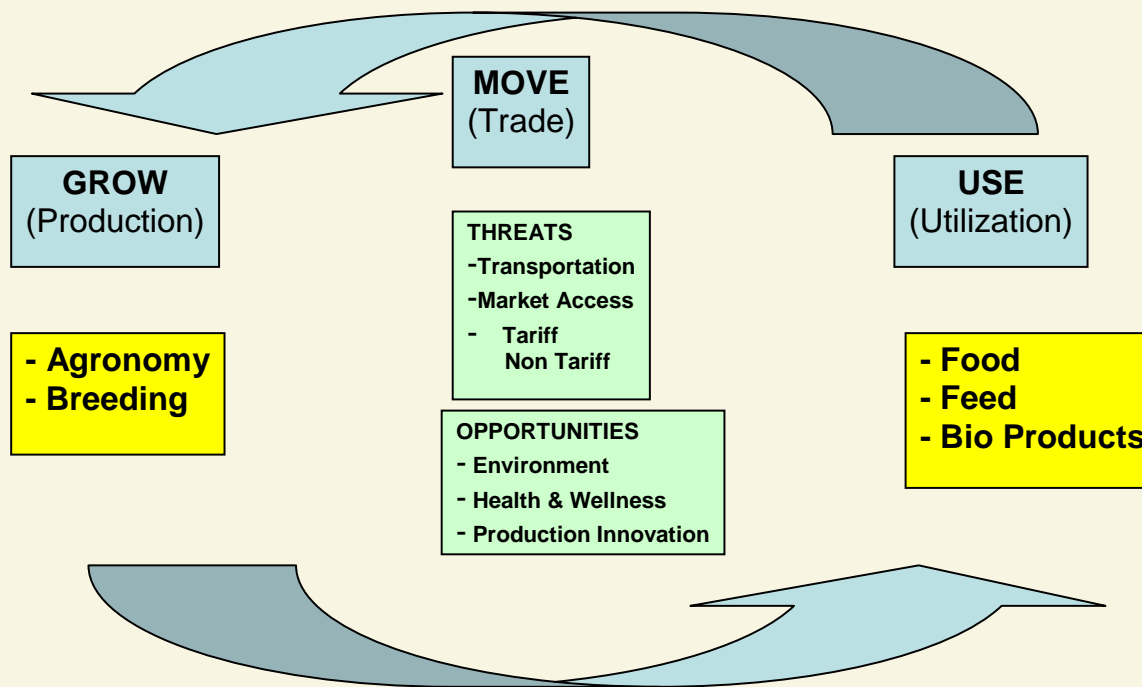 MOVE
(Trade)
GROW
(Production)
USE
(Utilization)
THREATS
-Transportation
-Market Access
- Tariff
Non Tariff
- Agronomy
- Breeding
- Food
- Feed
- Bio Products
OPPORTUNITIES
- Environment
- Health & Wellness
- Production Innovation